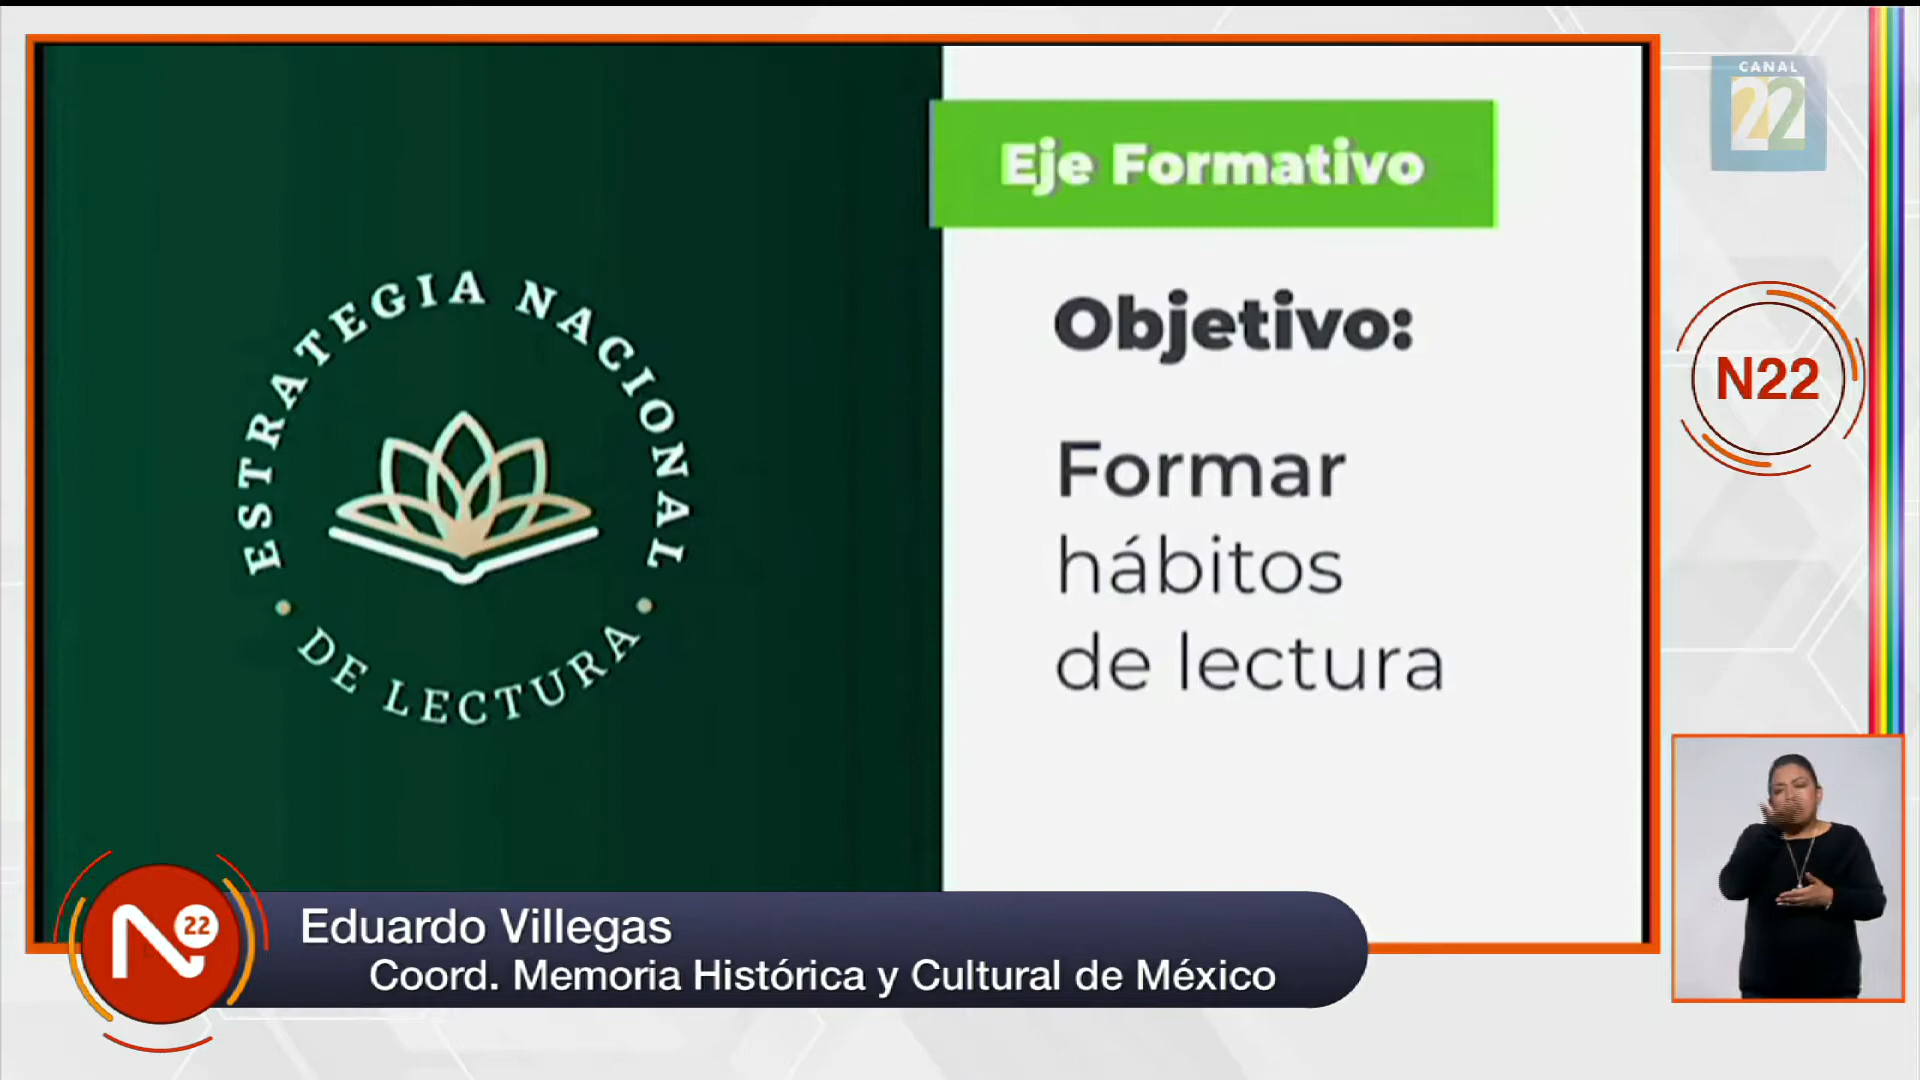 CANAL
22
Eje Formativo
Objetivo:
Formar
hábitos
de lectura
ESTRATEGIA NACIONAL
• DE LECTURA •
N22
N22
Eduardo Villegas
Coord. Memoria Histórica y Cultural de México